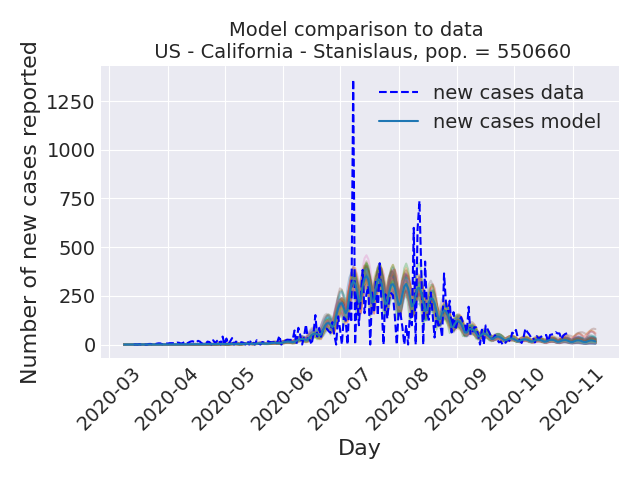 Model comparison to data
US - California - Stanislaus, pop. = 550660
Number of new cases reported
1250
1000
750
500
250
0
new cases data
new cases model
2020-03
2020-04
2020-05
2020-06
2020-07
2020-08
2020-09
2020-10
2020-11
Day